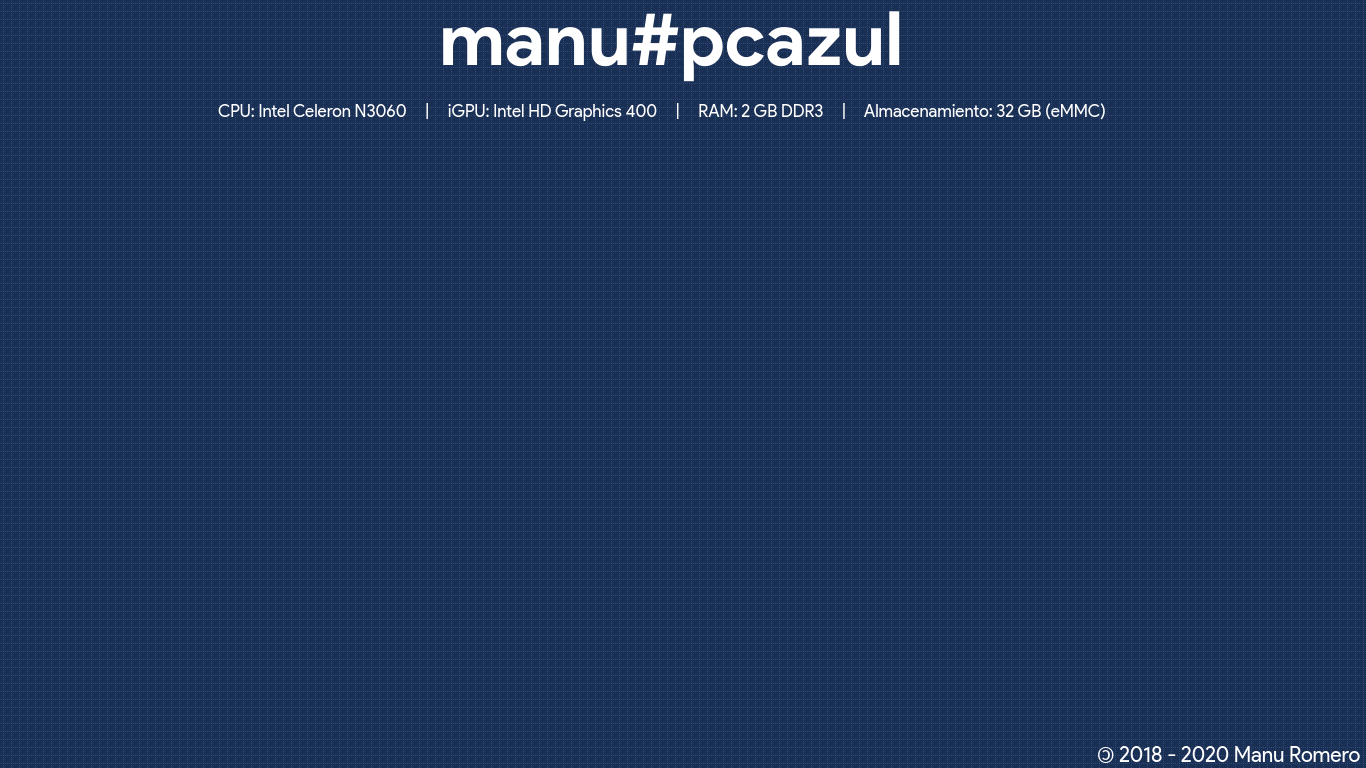 manu#pcazul
CPU: Intel Celeron N3060 | iGPU: Intel HD Graphics 400 | RAM: 2 GB DDR3 | Almacenamiento: 32 GB (eMMC)
🄯 2018 - 2020 Manu Romero